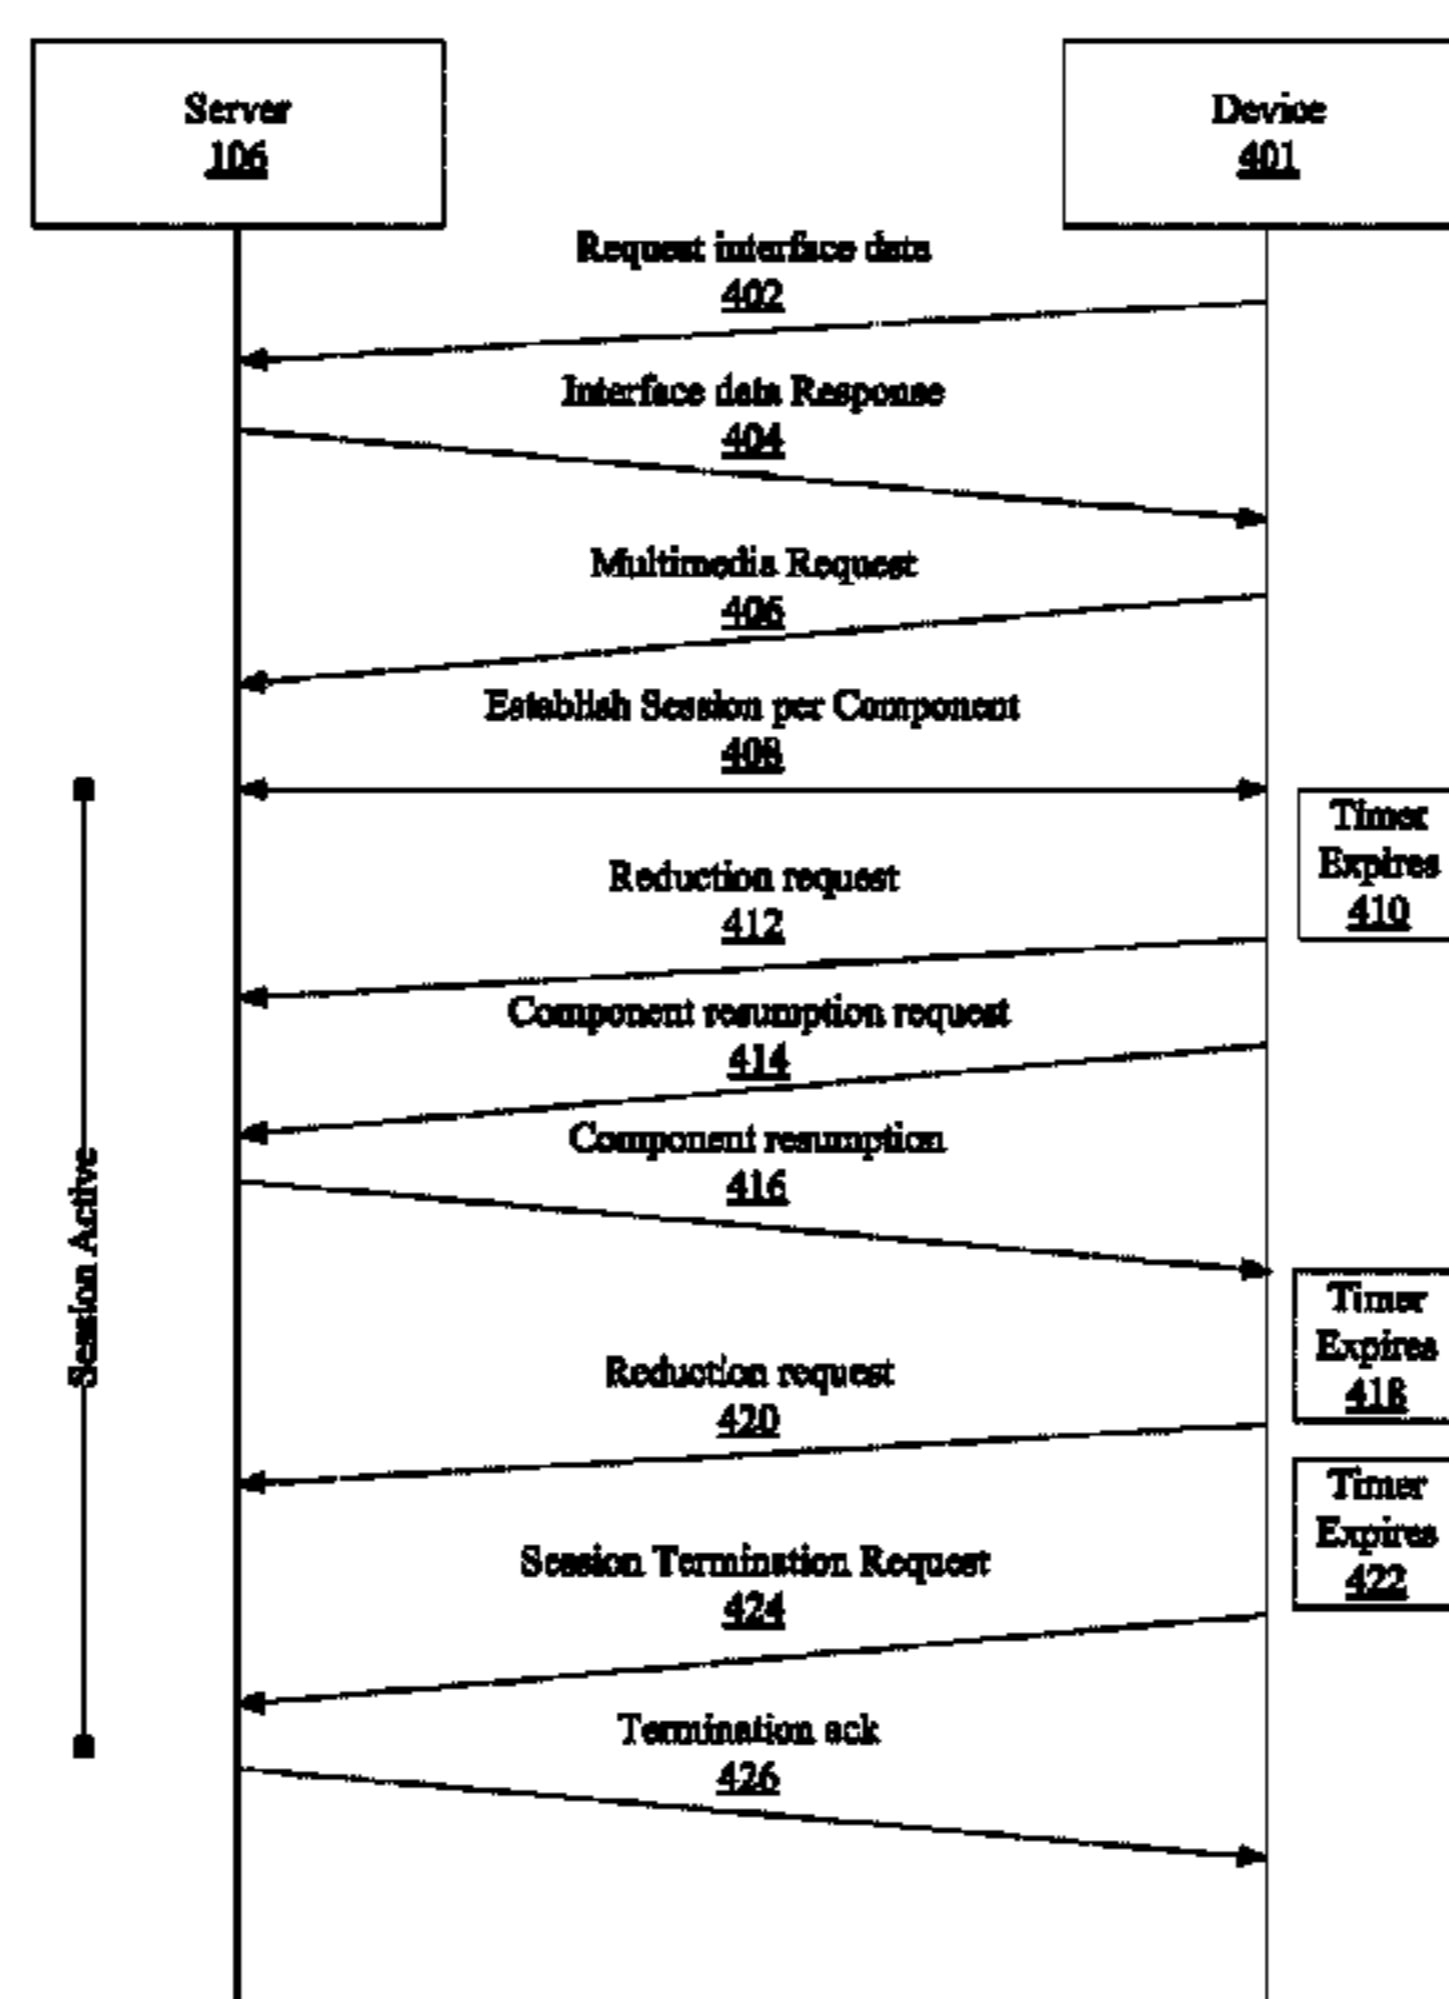 Server
106
Device
401
Request interface data
402
Interface data Response
404
Multimedia Request
406
Establish Session per Component
408
Timer
Expires
410
Reduction request
412
Component resumption request
414
Component resumption
416
Session Active
Timer
Expires
418
Reduction request
420
Timer
Expires
422
Session Termination Request
424
Termination ack
426